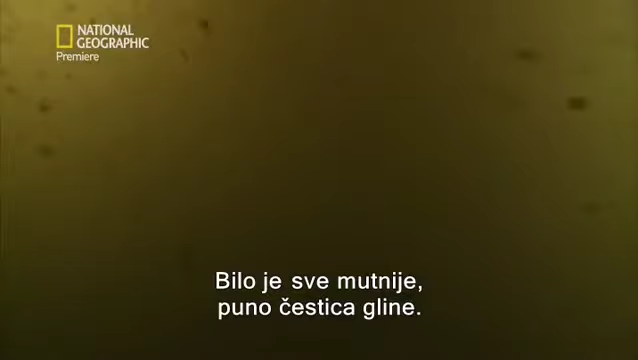 NATIONAL
GEOGRAPHIC
Premiere
Bilo je sve mutnije,
puno čestica gline.